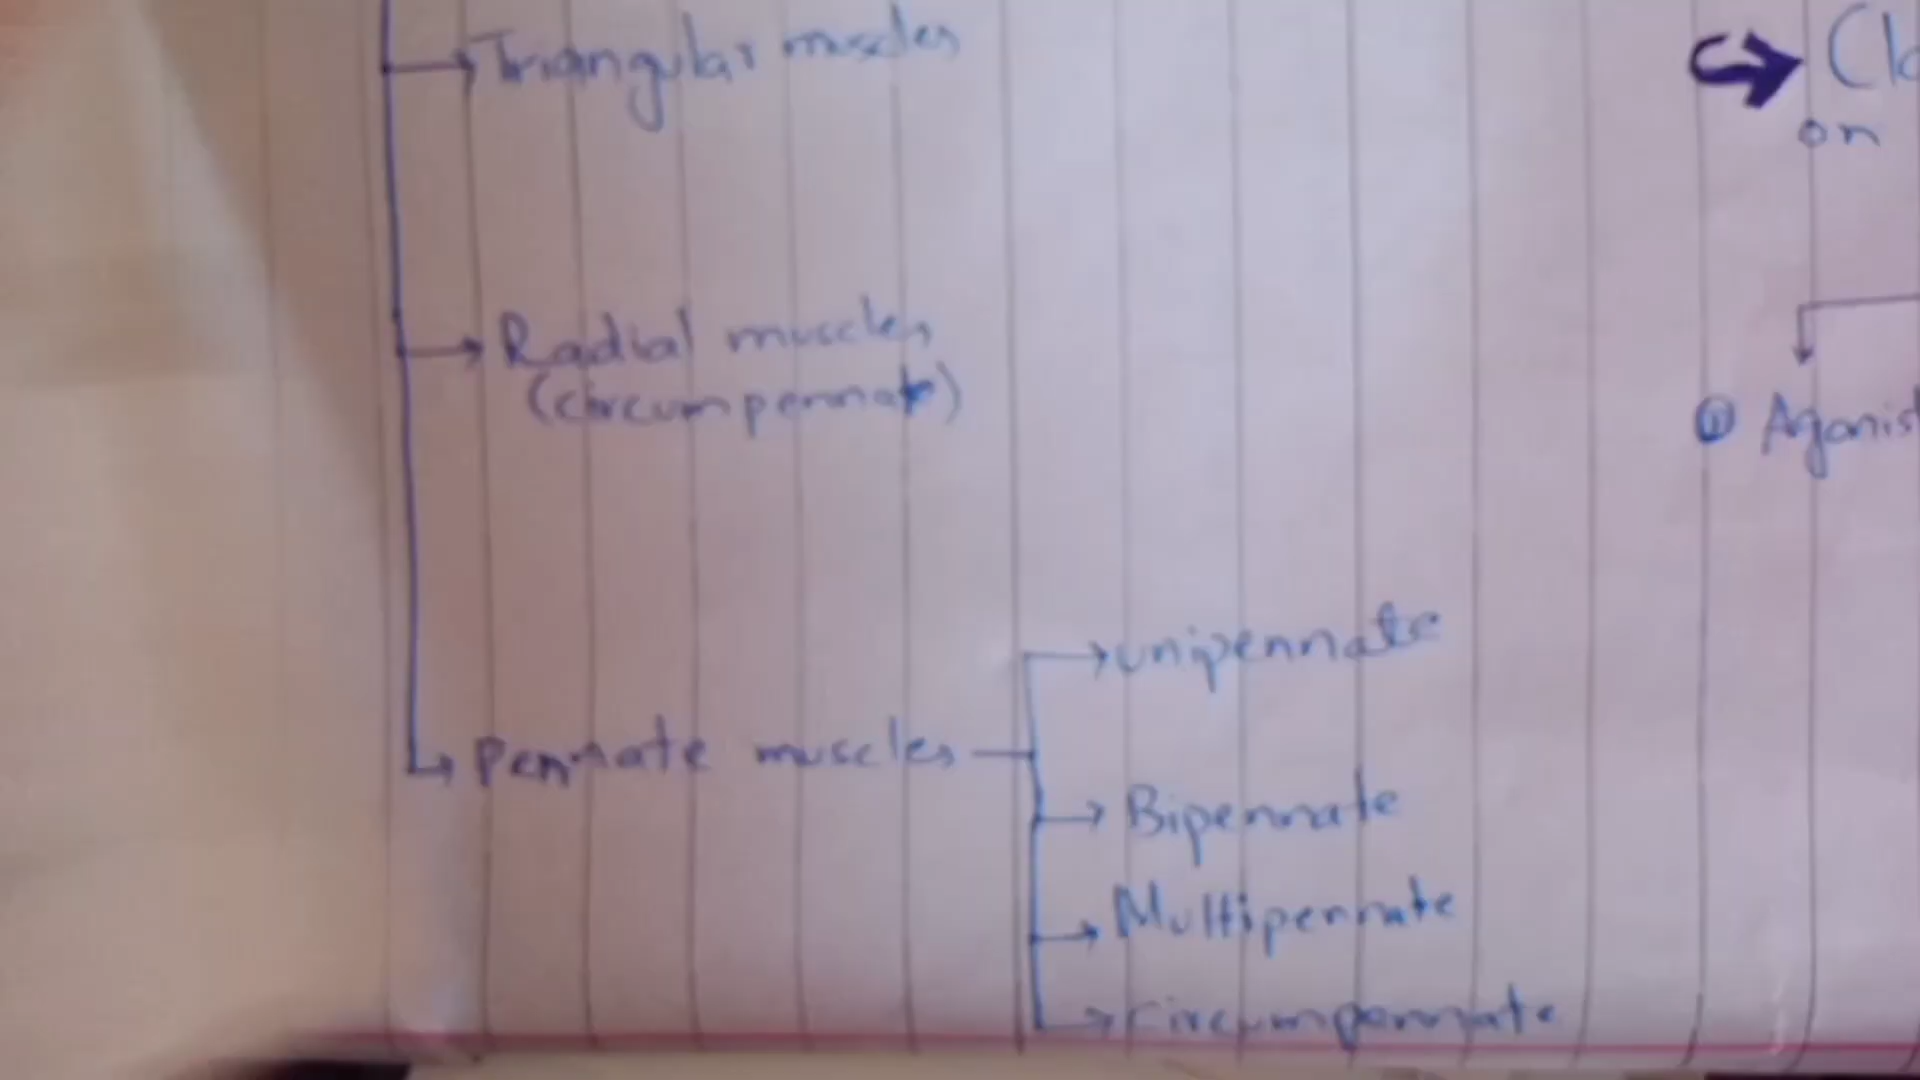 Triangular muscles
Radial muscles
(circumpennate)
Pennate muscles
unipennate
Bipennate
Multipennate
circumpennate
on
Agonist